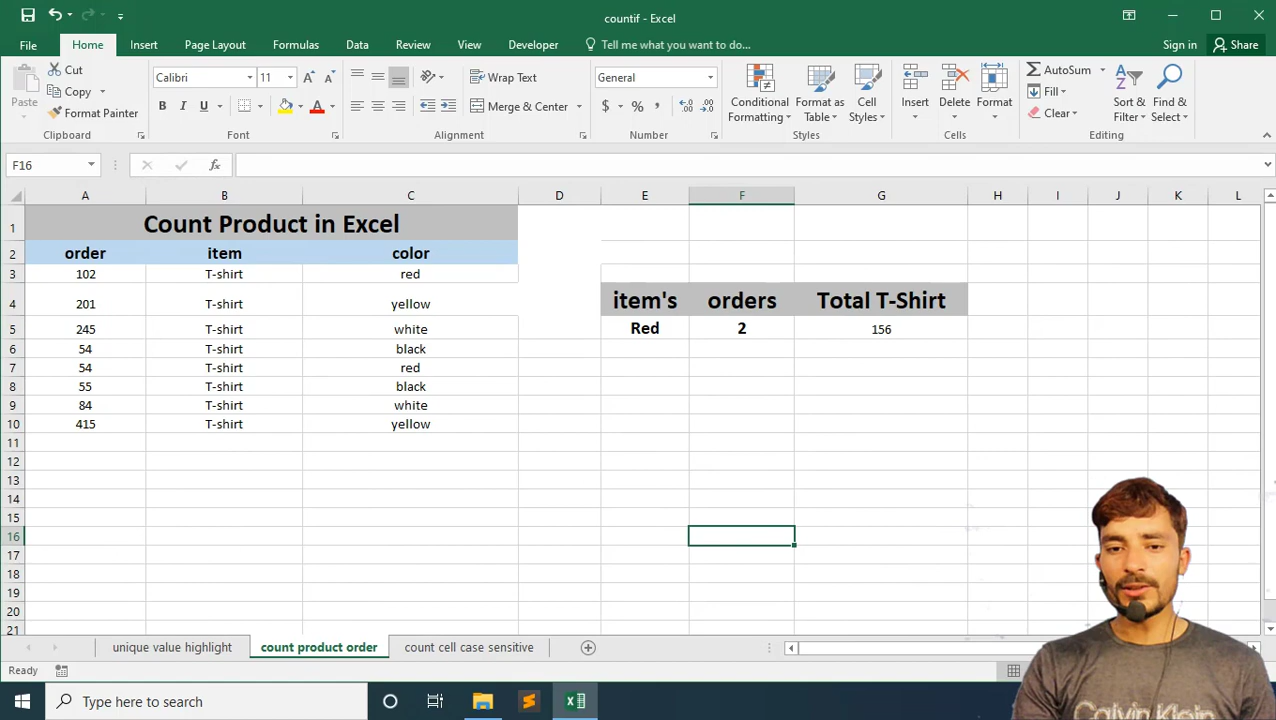 countif - Excel
File Home Insert Page Layout Formulas Data Review View Developer Tell me what you want to do... Sign in Share
Paste
Cut
Copy
Format Painter
Clipboard
Calibri 11 A A
B I U A
Font
Wrap Text
Merge & Center
Alignment
General
$ % ,
Number
Conditional Formatting
Format as Table
Cell Styles
Styles
Insert
Delete
Format
Cells
AutoSum
Fill
Clear
Sort & Filter
Find & Select
Editing
F16 fx
A B C D E F G H I J K L
1 Count Product in Excel
2 order item color
3 102 T-shirt red
4 201 T-shirt yellow item's orders Total T-Shirt
5 245 T-shirt white Red 2 156
6 54 T-shirt black
7 54 T-shirt red
8 55 T-shirt black
9 84 T-shirt white
10 415 T-shirt yellow
11
12
13
14
15
16
17
18
19
20
21
unique value highlight count product order count cell case sensitive
Ready
Type here to search
Calvin Klein